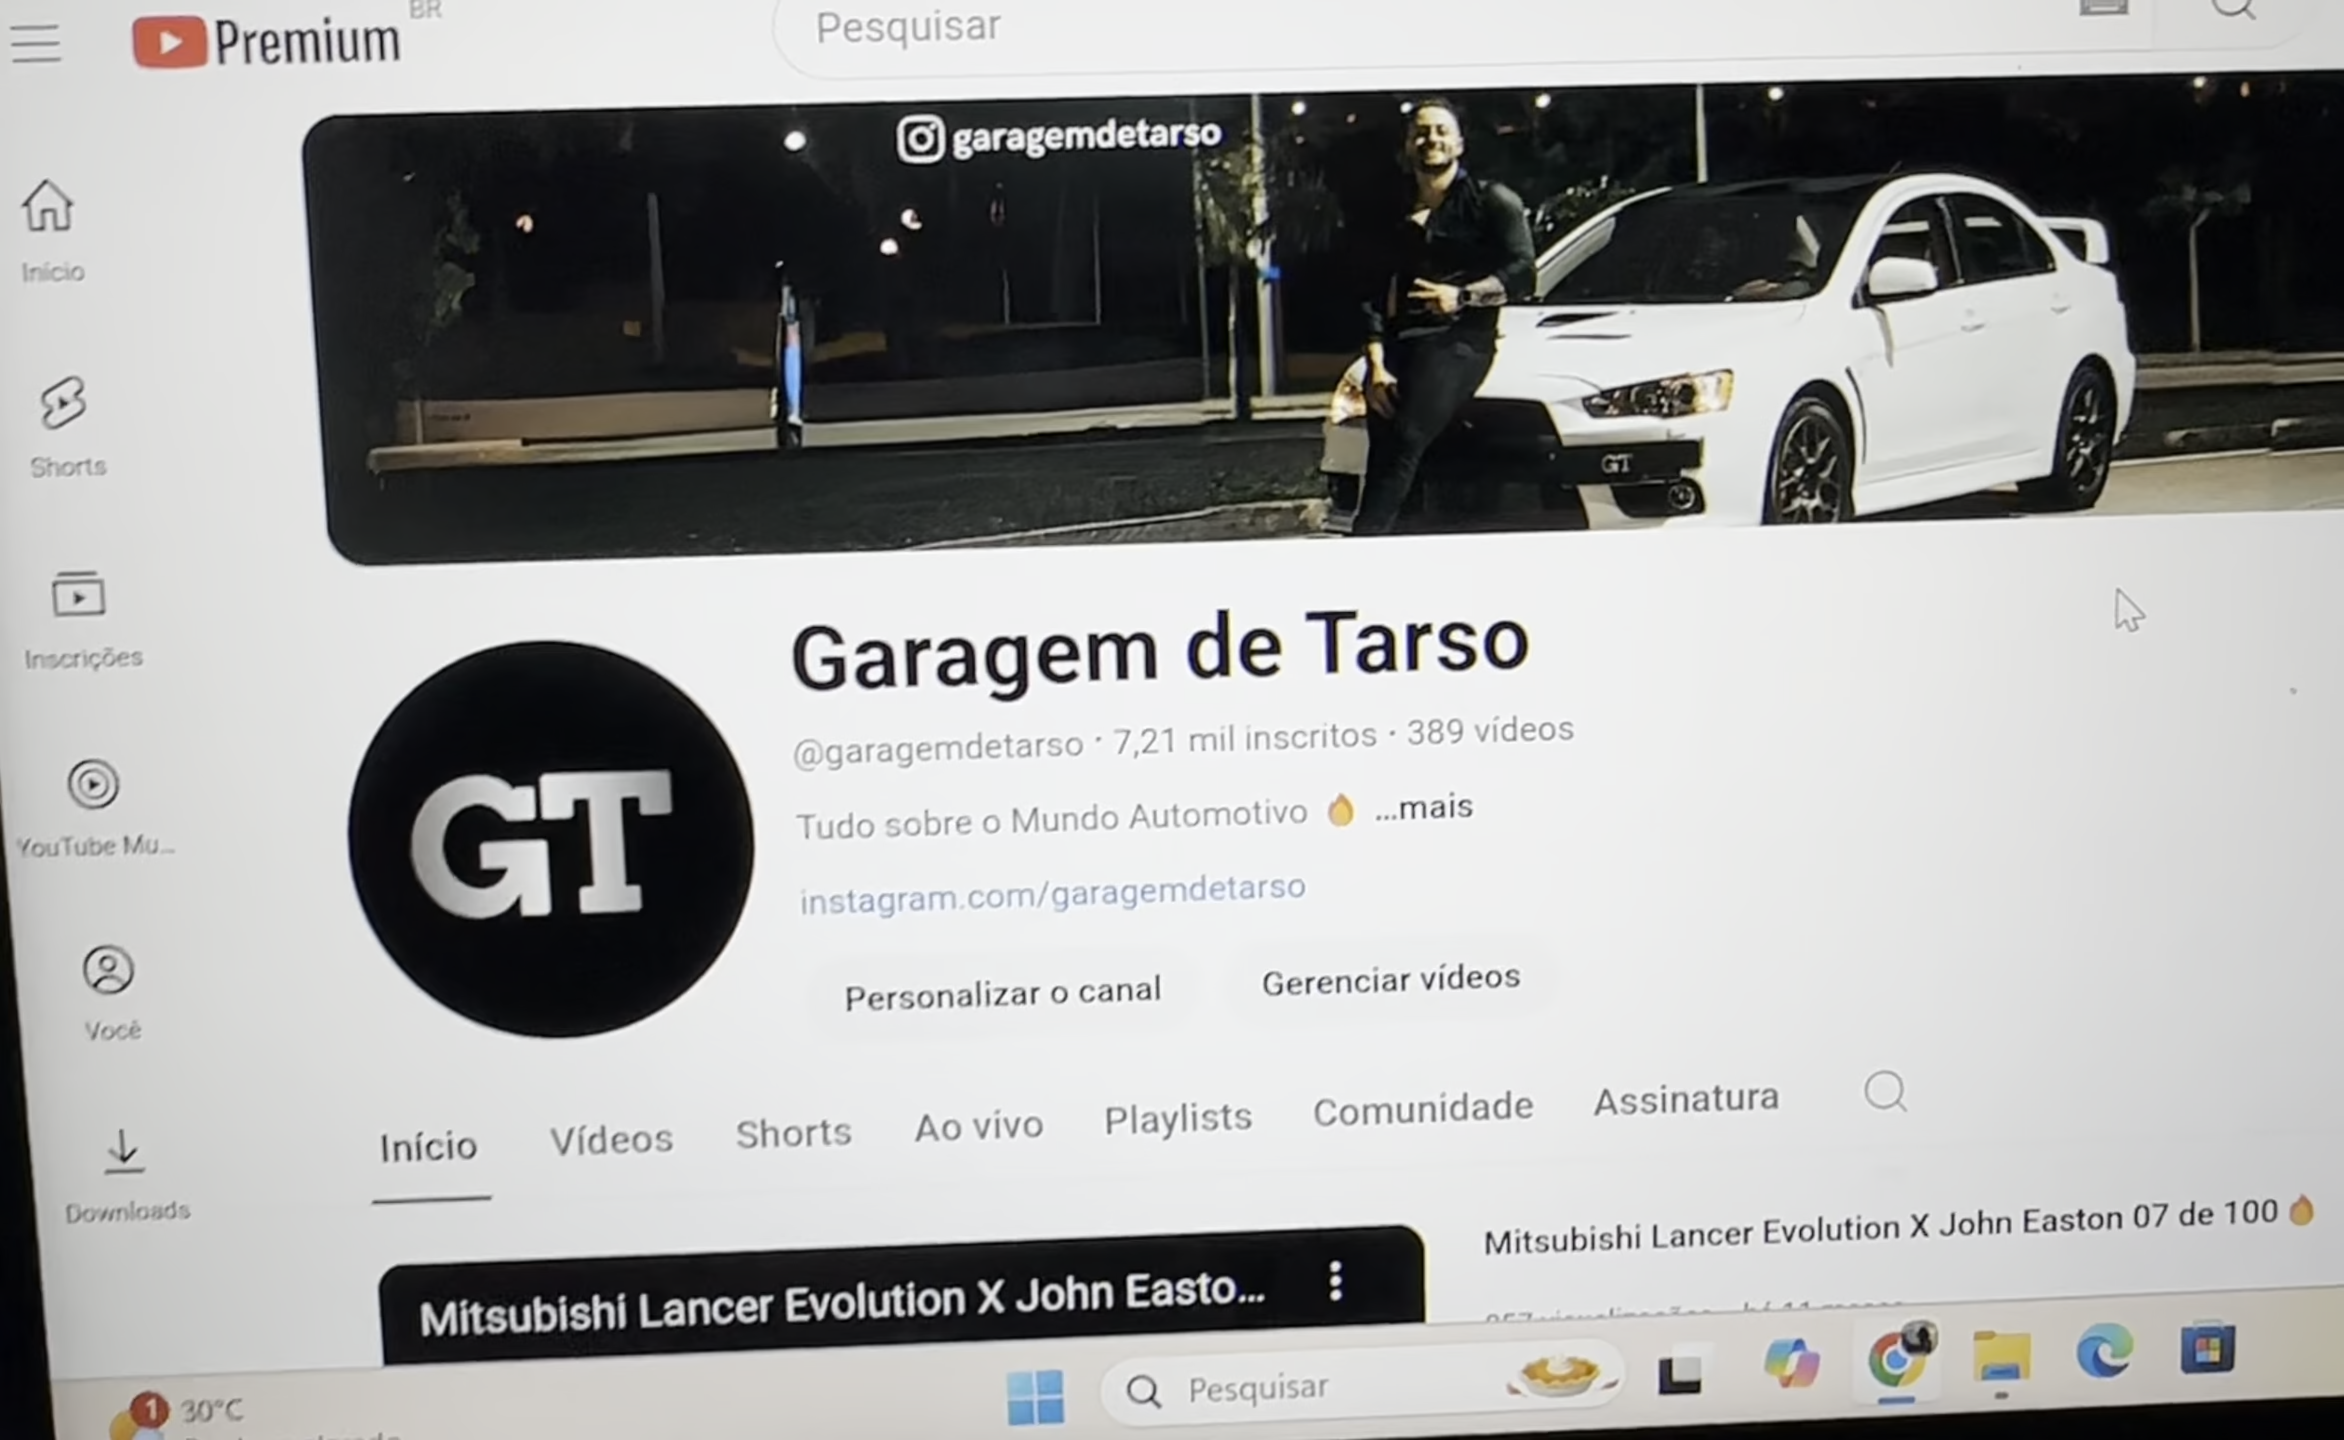 BR
Premium
Pesquisar
garagemdetarso
GT
Início
Shorts
Inscrições
YouTube Mu...
Você
Downloads
GT
Garagem de Tarso
@garagemdetarso · 7,21 mil inscritos · 389 vídeos
Tudo sobre o Mundo Automotivo 🔥 ...mais
instagram.com/garagemdetarso
Personalizar o canal
Gerenciar vídeos
Início Vídeos Shorts Ao vivo Playlists Comunidade Assinatura
Mitsubishi Lancer Evolution X John Easto...
Mitsubishi Lancer Evolution X John Easton 07 de 100 🔥
1
30°C
Pesquisar